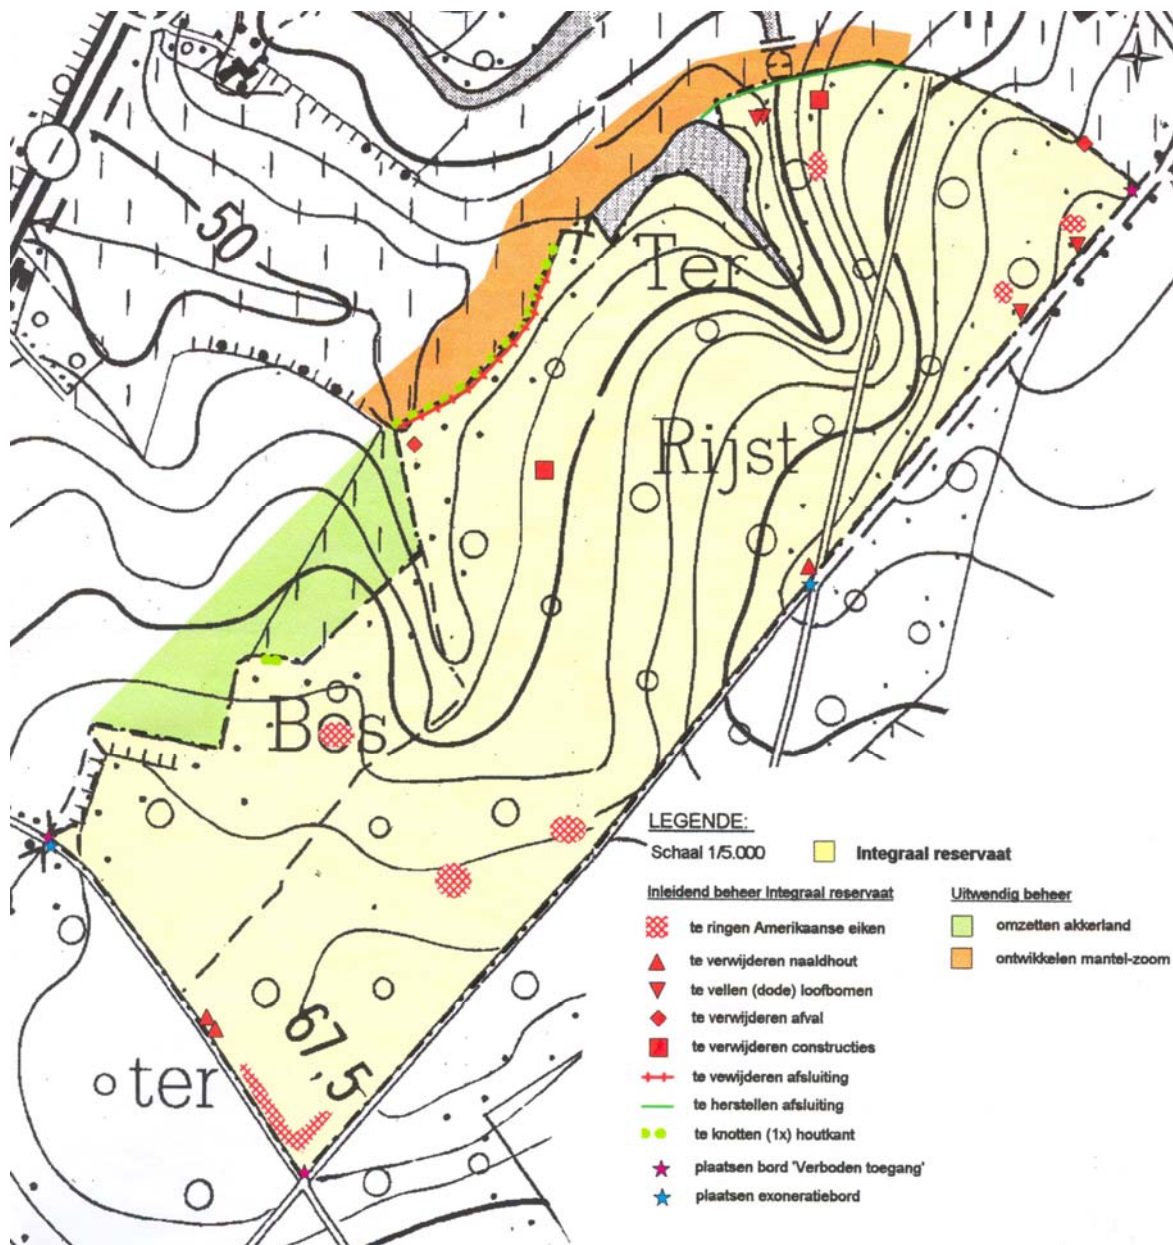 50
Ter
Rijst
Bos
67,5
ter
LEGENDE:
Schaal 1/5.000
Integraal reservaat
Inleidend beheer Integraal reservaat
Uitwendig beheer
te ringen Amerikaanse eiken
omzetten akkerland
te verwijderen naaldhout
ontwikkelen mantel-zoom
te vellen (dode) loofbomen
te verwijderen afval
te verwijderen constructies
te vewijderen afsluiting
te herstellen afsluiting
te knotten (1x) houtkant
plaatsen bord 'Verboden toegang'
plaatsen exoneratiebord